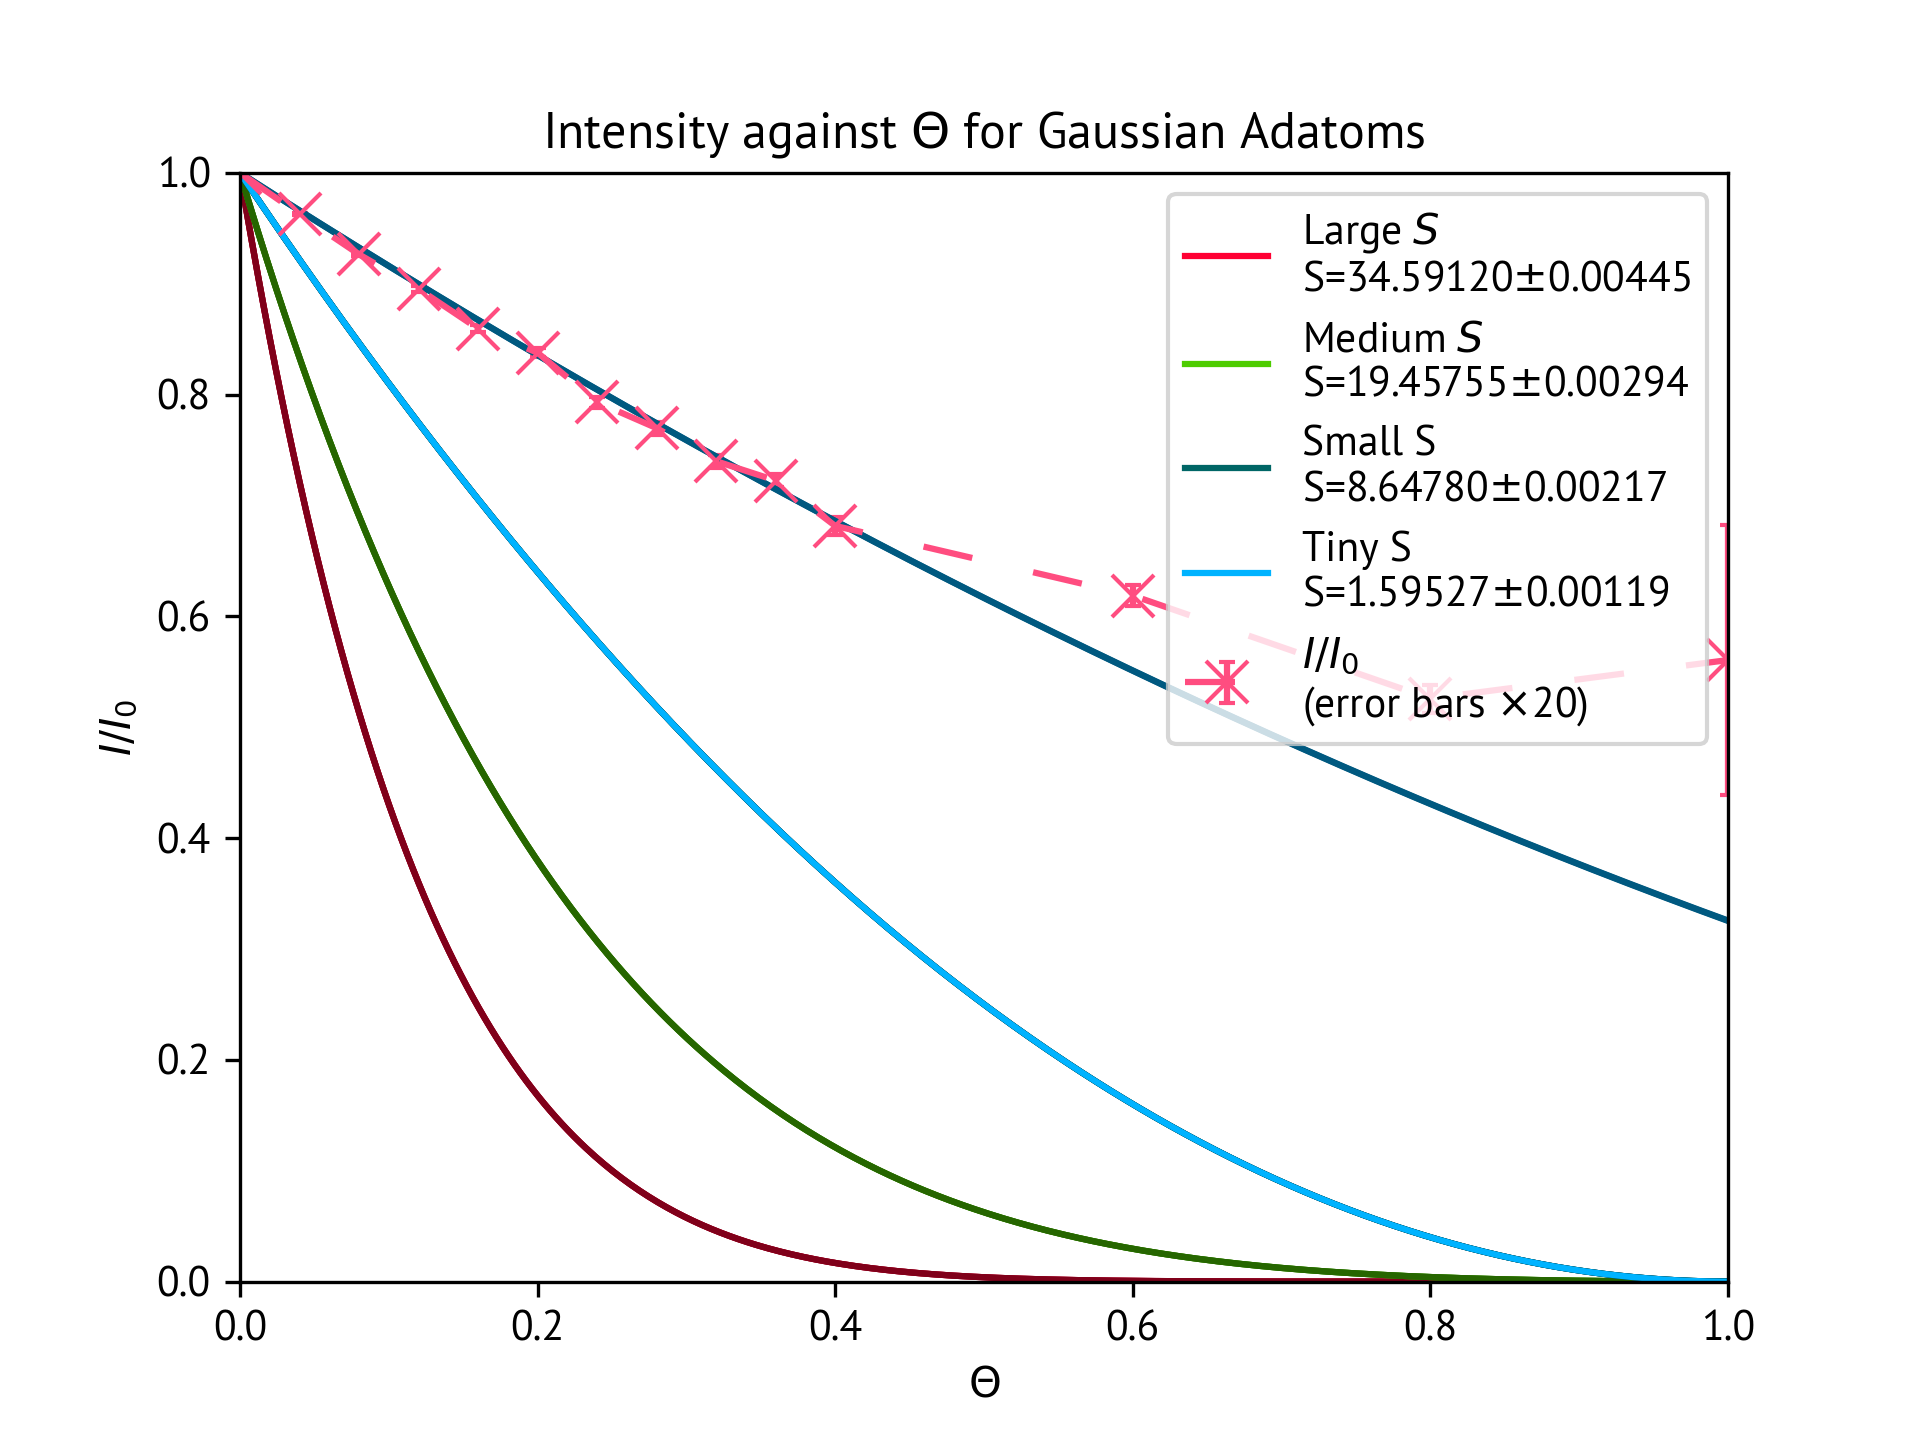 Intensity against Θ for Gaussian Adatoms
1.0
0.8
0.6
0.4
0.2
0.0
I/I₀
0.0 0.2 0.4 0.6 0.8 1.0
Θ
Large S
S=34.59120±0.00445
Medium S
S=19.45755±0.00294
Small S
S=8.64780±0.00217
Tiny S
S=1.59527±0.00119
I/I₀
(error bars ×20)